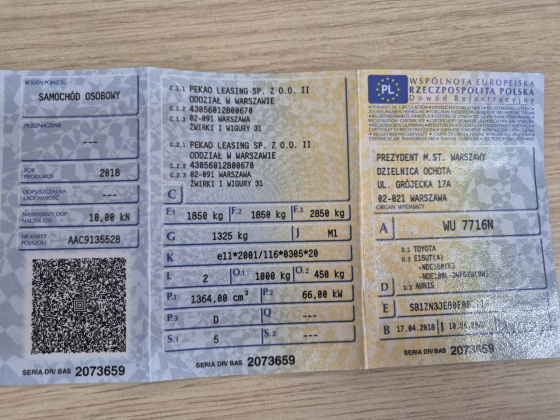 RODZAJ POJAZDU
SAMOCHÓD OSOBOWY
PRZEZNACZENIE
---
ROK PRODUKCJI
2018
DOPUSZCZALNA ŁADOWNOŚĆ
---
NAJWIĘKSZY DOP. NACISK OSI
10,00 kN
NR KARTY POJAZDU
AAC9135528
SERIA DR/ BAS 2073659
C.1.1 PEKAO LEASING SP. Z O.O. II
ODDZIAŁ W WARSZAWIE
C.1.2 43056012800670
C.1.3 02-091 WARSZAWA
ŻWIRKI I WIGURY 31
C.2.1 PEKAO LEASING SP. Z O.O. II
ODDZIAŁ W WARSZAWIE
C.2.2 43056012800670
C.2.3 02-091 WARSZAWA
ŻWIRKI I WIGURY 31
C
F.1 1850 kg F.2 1850 kg F.3 2850 kg
G 1325 kg J M1
K e11*2001/116*0305*20
L 2 O.1 1000 kg O.2 450 kg
P.1 1364,00 cm³ P.2 66,00 kW
P.3 D Q ---
S.1 5 S.2 ---
SERIA DR/ BAS 2073659
PL
WSPÓLNOTA EUROPEJSKA
RZECZPOSPOLITA POLSKA
Dowód Rejestracyjny
PREZYDENT M.ST. WARSZAWY
DZIELNICA OCHOTA
UL. GRÓJECKA 17A
02-021 WARSZAWA
ORGAN WYDAJĄCY
A WU 7716N
D.1 TOYOTA
D.2 E15UT(A)
D
D.3 AURIS
E SB1ZN3JE80E
B 17.04.2018
SERIA DR/ BAS 2073659